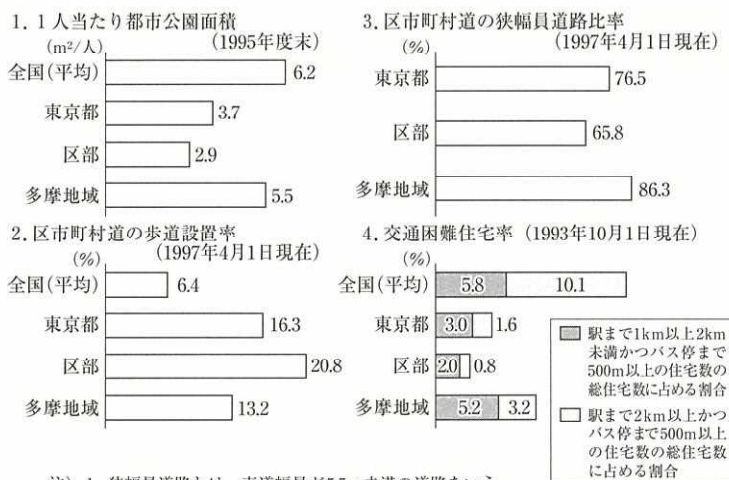 1. 1人当たり都市公園面積
(m²/人) (1995年度末)
全国(平均) 6.2
東京都 3.7
区部 2.9
多摩地域 5.5
2. 区市町村道の歩道設置率
(%) (1997年4月1日現在)
全国(平均) 6.4
東京都 16.3
区部 20.8
多摩地域 13.2
3. 区市町村道の狭幅員道路比率
(%) (1997年4月1日現在)
東京都 76.5
区部 65.8
多摩地域 86.3
4. 交通困難住宅率 (1993年10月1日現在)
(%)
全国(平均) 5.8 10.1
東京都 3.0 1.6
区部 2.0 0.8
多摩地域 5.2 3.2
駅まで1km以上2km
未満かつバス停まで
500m以上の住宅数の
総住宅数に占める割合
駅まで2km以上かつ
バス停まで500m以上
の住宅数の総住宅数
に占める割合